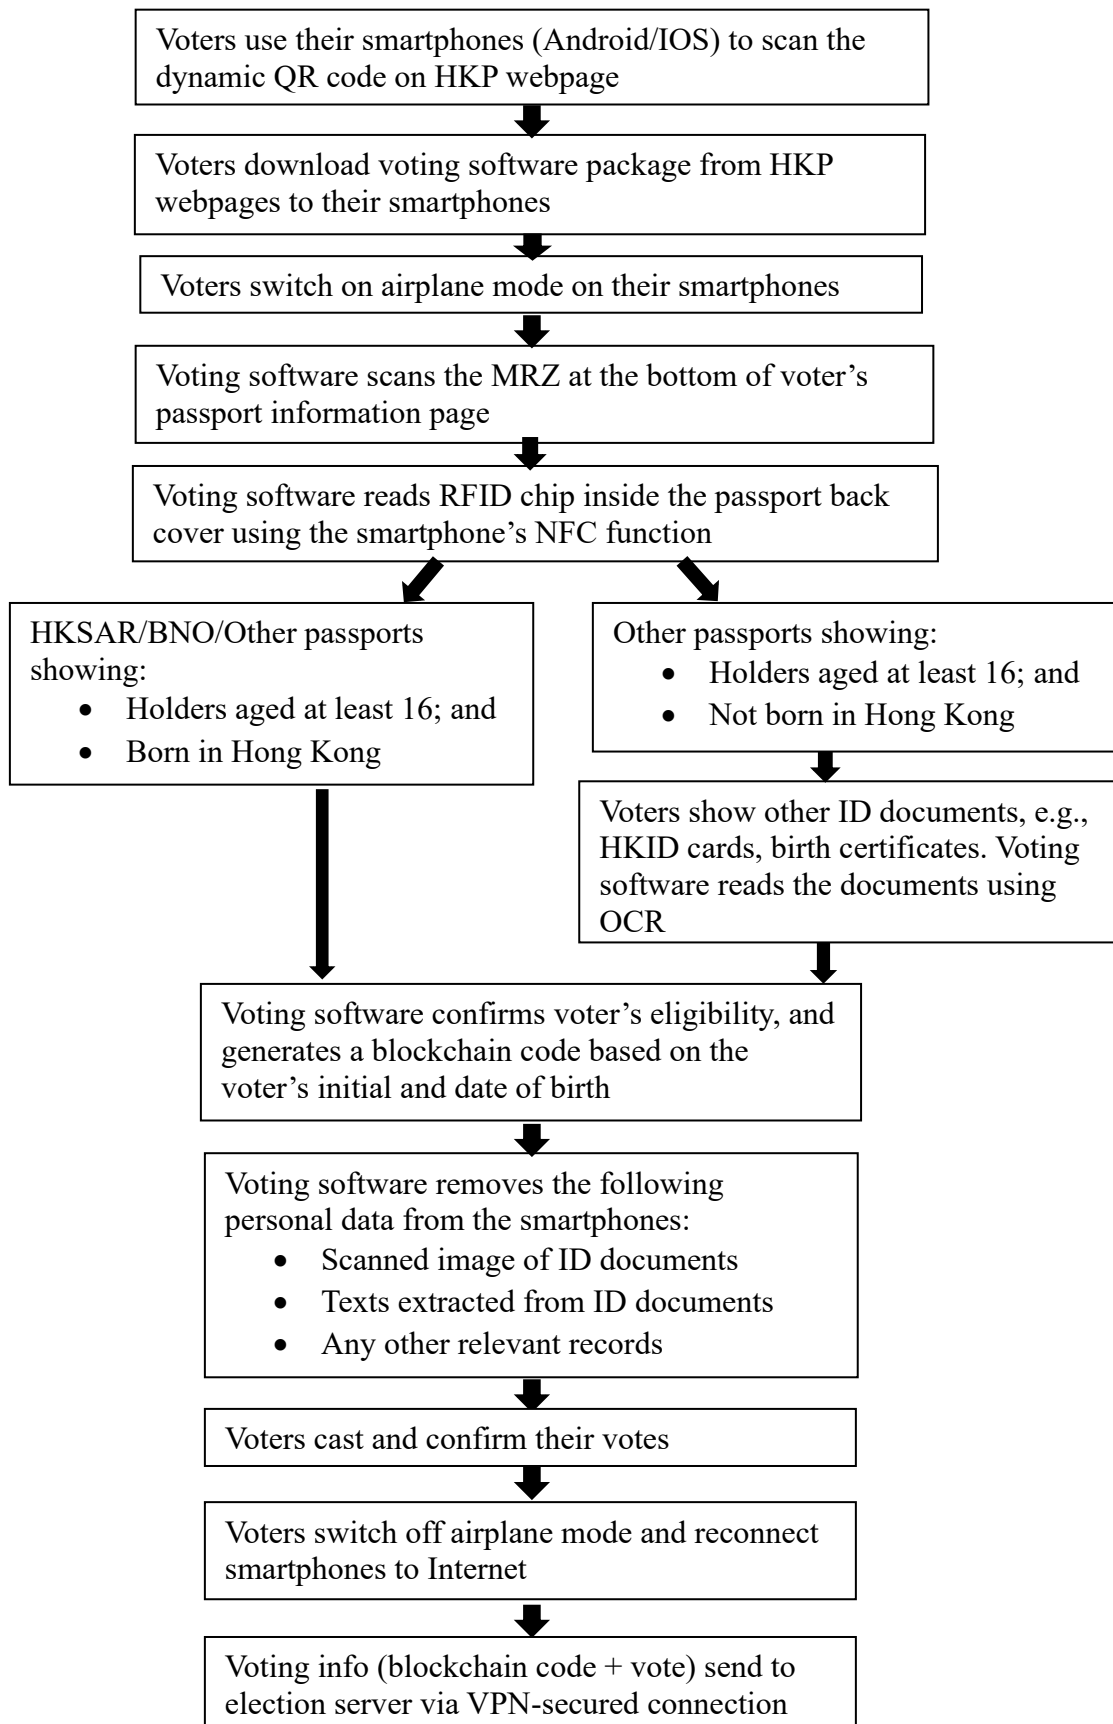 Voters use their smartphones (Android/IOS) to scan the
dynamic QR code on HKP webpage
Voters download voting software package from HKP
webpages to their smartphones
Voters switch on airplane mode on their smartphones
Voting software scans the MRZ at the bottom of voter’s
passport information page
Voting software reads RFID chip inside the passport back
cover using the smartphone’s NFC function
HKSAR/BNO/Other passports
showing:
• Holders aged at least 16; and
• Born in Hong Kong
Other passports showing:
• Holders aged at least 16; and
• Not born in Hong Kong
Voters show other ID documents, e.g.,
HKID cards, birth certificates. Voting
software reads the documents using
OCR
Voting software confirms voter’s eligibility, and
generates a blockchain code based on the
voter’s initial and date of birth
Voting software removes the following
personal data from the smartphones:
• Scanned image of ID documents
• Texts extracted from ID documents
• Any other relevant records
Voters cast and confirm their votes
Voters switch off airplane mode and reconnect
smartphones to Internet
Voting info (blockchain code + vote) send to
election server via VPN-secured connection